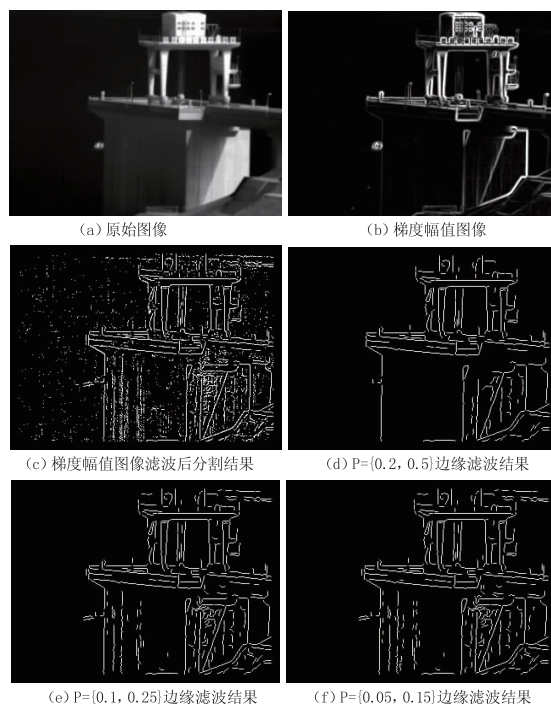 (a)原始图像
(b)梯度幅值图像
(c)梯度幅值图像滤波后分割结果
(d)P={0.2, 0.5}边缘滤波结果
(e)P={0.1, 0.25}边缘滤波结果
(f)P={0.05, 0.15}边缘滤波结果